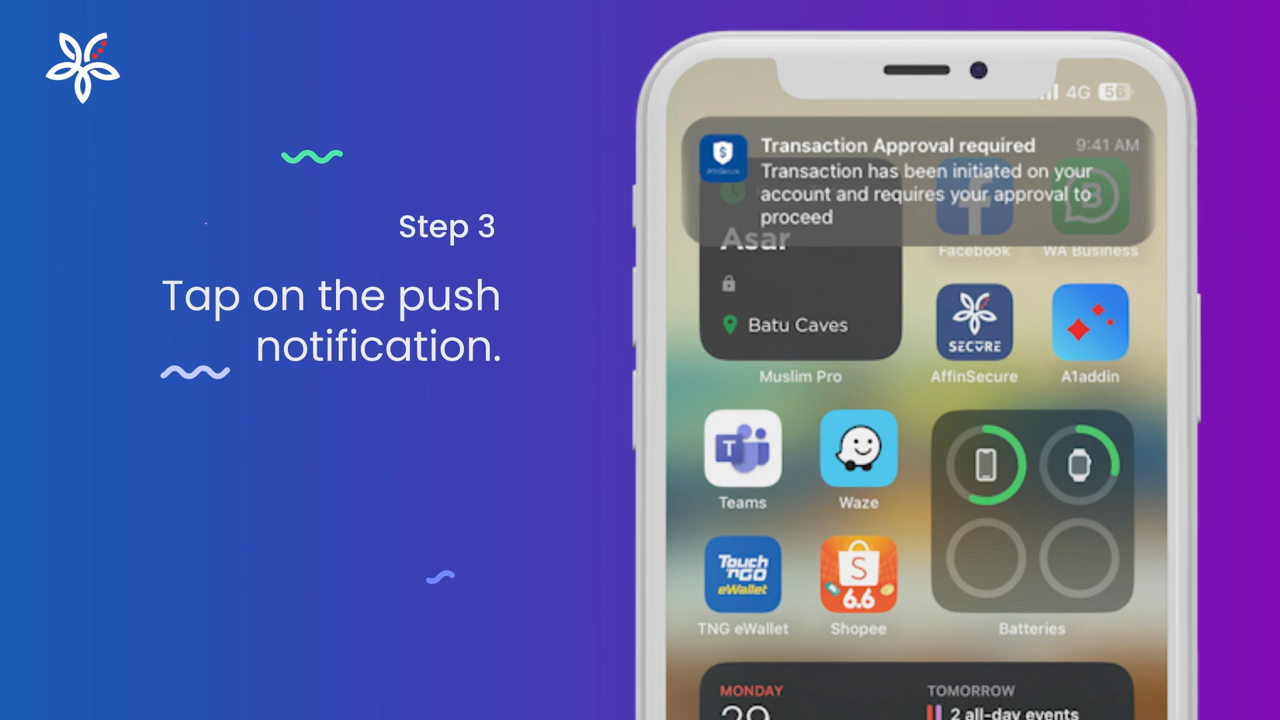 Step 3
Tap on the push
notification.
4G 56
Transaction Approval required 9:41 AM
Transaction has been initiated on your
account and requires your approval to
proceed
Asar
Batu Caves
Muslim Pro
Facebook
WA Business
SECURE
AffinSecure
A1addin
Teams
Waze
Touch
'nGO
eWallet
6.6
TNG eWallet
Shopee
Batteries
MONDAY
29
TOMORROW
2 all-day events